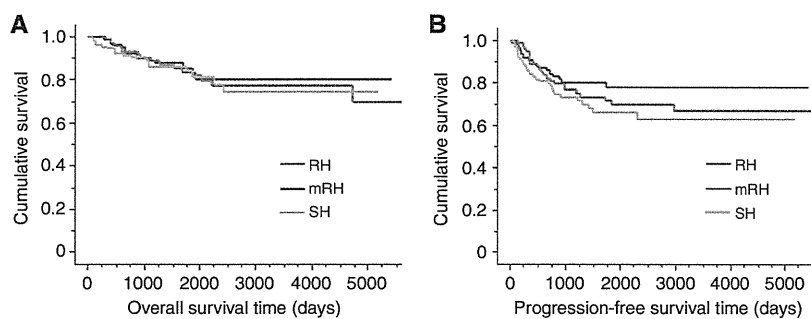 A
Cumulative survival
1.0
0.8
0.6
0.4
0.2
0
RH
mRH
SH
0 1000 2000 3000 4000 5000
Overall survival time (days)
B
Cumulative survival
1.0
0.8
0.6
0.4
0.2
0
RH
mRH
SH
0 1000 2000 3000 4000 5000
Progression-free survival time (days)